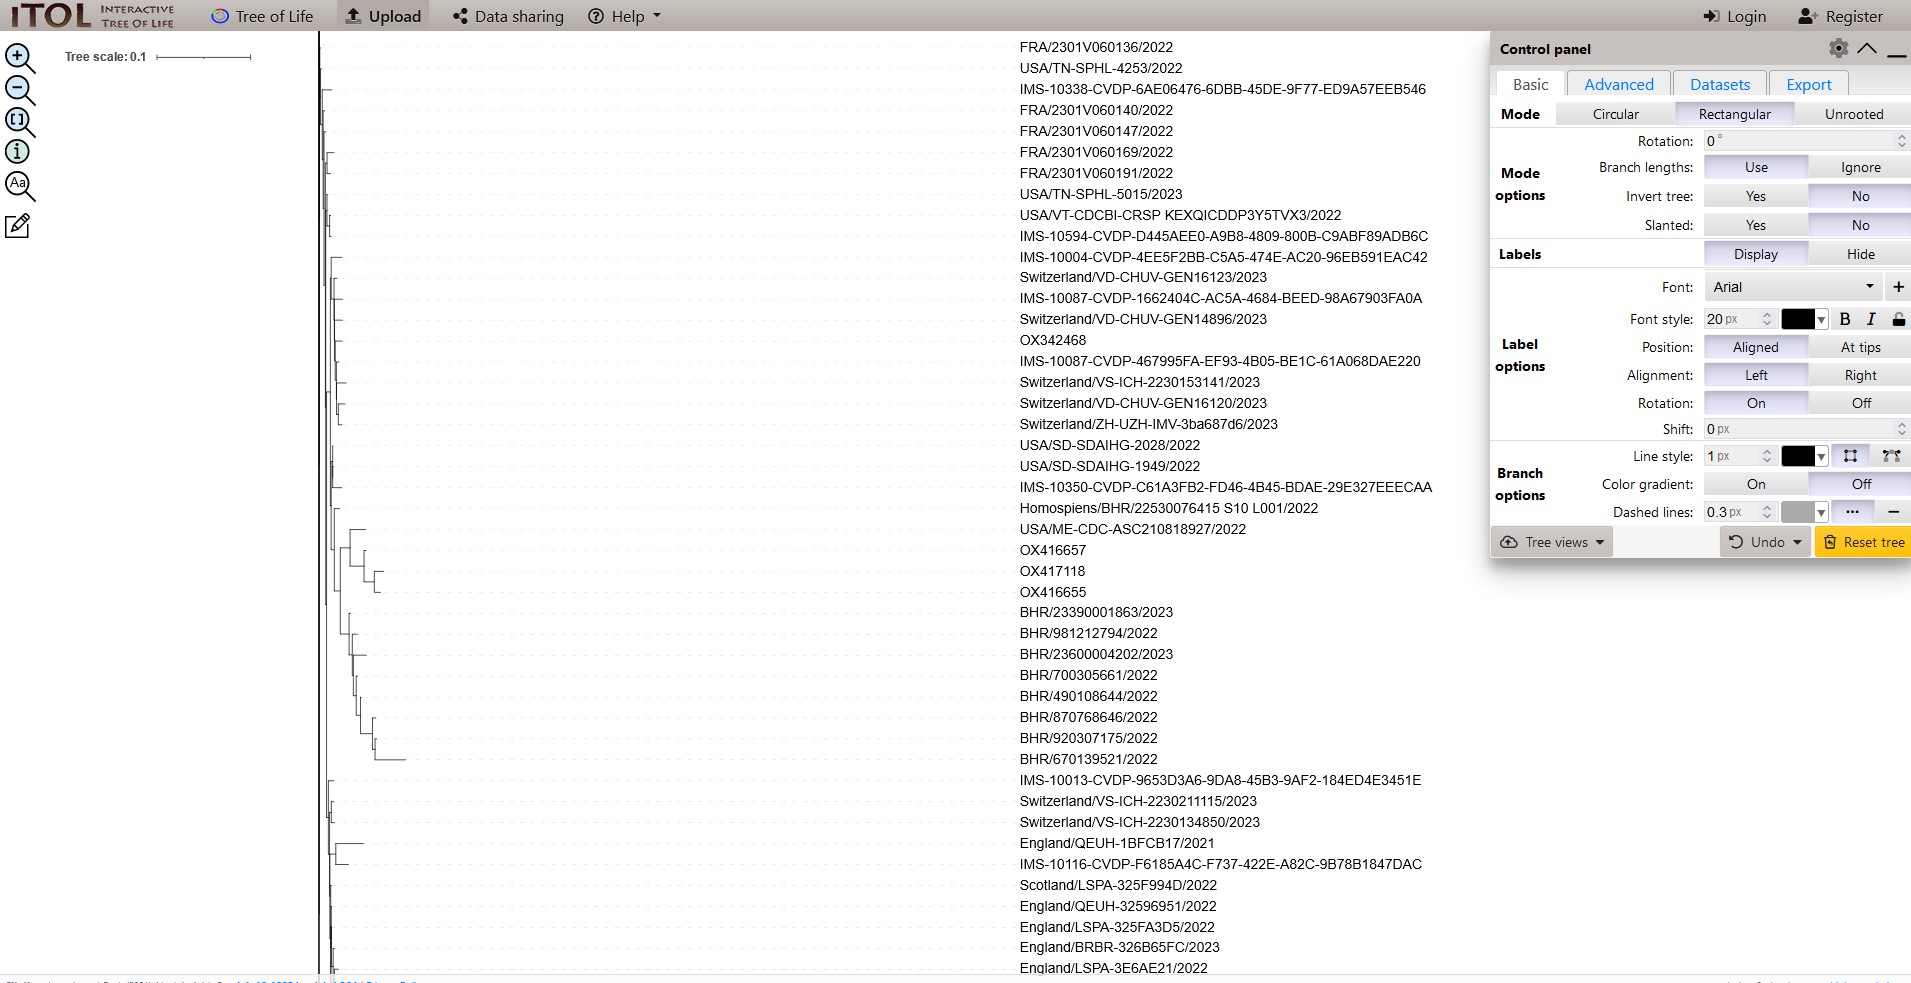 iTOL INTERACTIVE TREE OF LIFE
Tree of Life
Upload
Data sharing
Help
Login
Register
Tree scale: 0.1
Aa
FRA/2301V060136/2022
USA/TN-SPHL-4253/2022
IMS-10338-CVDP-6AE06476-6DBB-45DE-9F77-ED9A57EEB546
FRA/2301V060140/2022
FRA/2301V060147/2022
FRA/2301V060169/2022
FRA/2301V060191/2022
USA/TN-SPHL-5015/2023
USA/VT-CDCBI-CRSP KEXQICDDP3Y5TVX3/2022
IMS-10594-CVDP-D445AEE0-A9B8-4809-800B-C9ABF89ADB6C
IMS-10004-CVDP-4EE5F2BB-C5A5-474E-AC20-96EB591EAC42
Switzerland/VD-CHUV-GEN16123/2023
IMS-10087-CVDP-1662404C-AC5A-4684-BEED-98A67903FA0A
Switzerland/VD-CHUV-GEN14896/2023
OX342468
IMS-10087-CVDP-467995FA-EF93-4B05-BE1C-61A068DAE220
Switzerland/VS-ICH-2230153141/2023
Switzerland/VD-CHUV-GEN16120/2023
Switzerland/ZH-UZH-IMV-3ba687d6/2023
USA/SD-SDAIHG-2028/2022
USA/SD-SDAIHG-1949/2022
IMS-10350-CVDP-C61A3FB2-FD46-4B45-BDAE-29E327EEECAA
Homospiens/BHR/22530076415 S10 L001/2022
USA/ME-CDC-ASC210818927/2022
OX416657
OX417118
OX416655
BHR/23390001863/2023
BHR/981212794/2022
BHR/23600004202/2023
BHR/700305661/2022
BHR/490108644/2022
BHR/870768646/2022
BHR/920307175/2022
BHR/670139521/2022
IMS-10013-CVDP-9653D3A6-9DA8-45B3-9AF2-184ED4E3451E
Switzerland/VS-ICH-2230211115/2023
Switzerland/VS-ICH-2230134850/2023
England/QEUH-1BFCB17/2021
IMS-10116-CVDP-F6185A4C-F737-422E-A82C-9B78B1847DAC
Scotland/LSPA-325F994D/2022
England/QEUH-32596951/2022
England/LSPA-325FA3D5/2022
England/BRBR-326B65FC/2023
England/LSPA-3E6AE21/2022
Control panel
Basic Advanced Datasets Export
Mode Circular Rectangular Unrooted
Mode options
Rotation: 0 °
Branch lengths: Use Ignore
Invert tree: Yes No
Slanted: Yes No
Labels Display Hide
Label options
Font: Arial +
Font style: 20 px B I
Position: Aligned At tips
Alignment: Left Right
Rotation: On Off
Shift: 0 px
Branch options
Line style: 1 px
Color gradient: On Off
Dashed lines: 0.3 px
Tree views Undo Reset tree